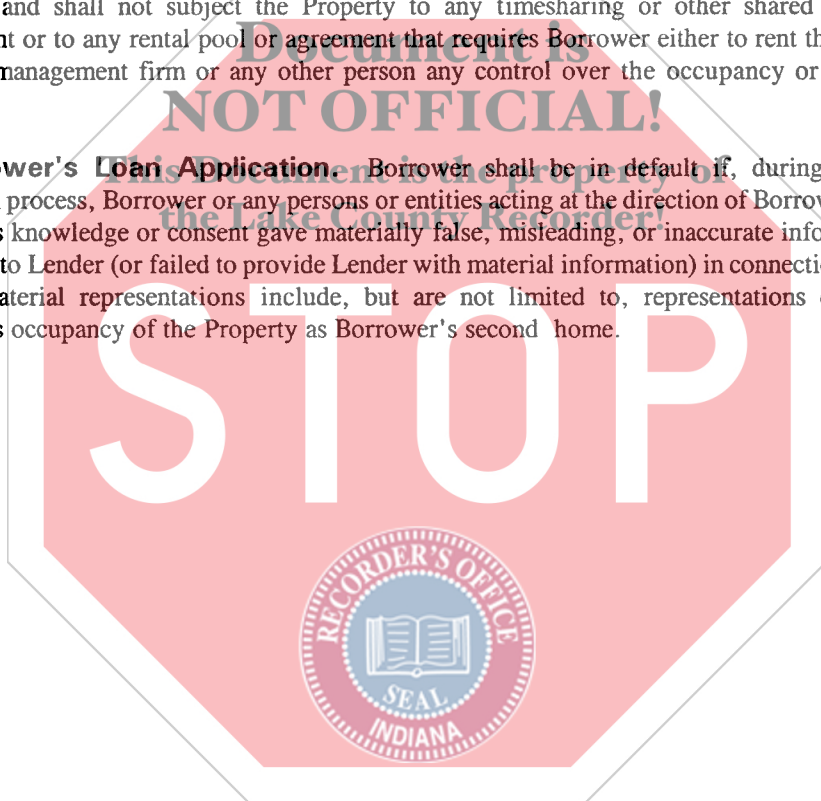 and shall not subject the Property to any timesharing or other shared
Document is
nt or to any rental pool or agreement that requires Borrower either to rent th
management firm or any other person any control over the occupancy or
NOT OFFICIAL!
wer's Loan Application. Borrower shall be in default if, during
This Document is the property of
process, Borrower or any persons or entities acting at the direction of Borrow
the Lake County Recorder!
s knowledge or consent gave materially false, misleading, or inaccurate info
to Lender (or failed to provide Lender with material information) in connecti
aterial representations include, but are not limited to, representations
s occupancy of the Property as Borrower's second home.
STOP
RECORDER'S OFFICE
SEAL
INDIANA